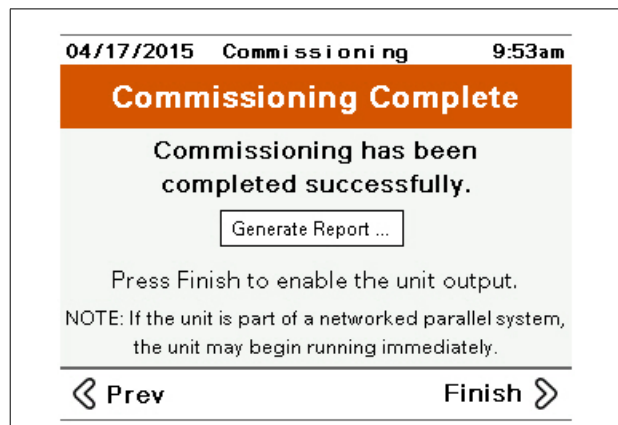 04/17/2015 Commissioning 9:53am
Commissioning Complete
Commissioning has been
completed successfully.
Generate Report ...
Press Finish to enable the unit output.
NOTE: If the unit is part of a networked parallel system,
the unit may begin running immediately.
Prev Finish